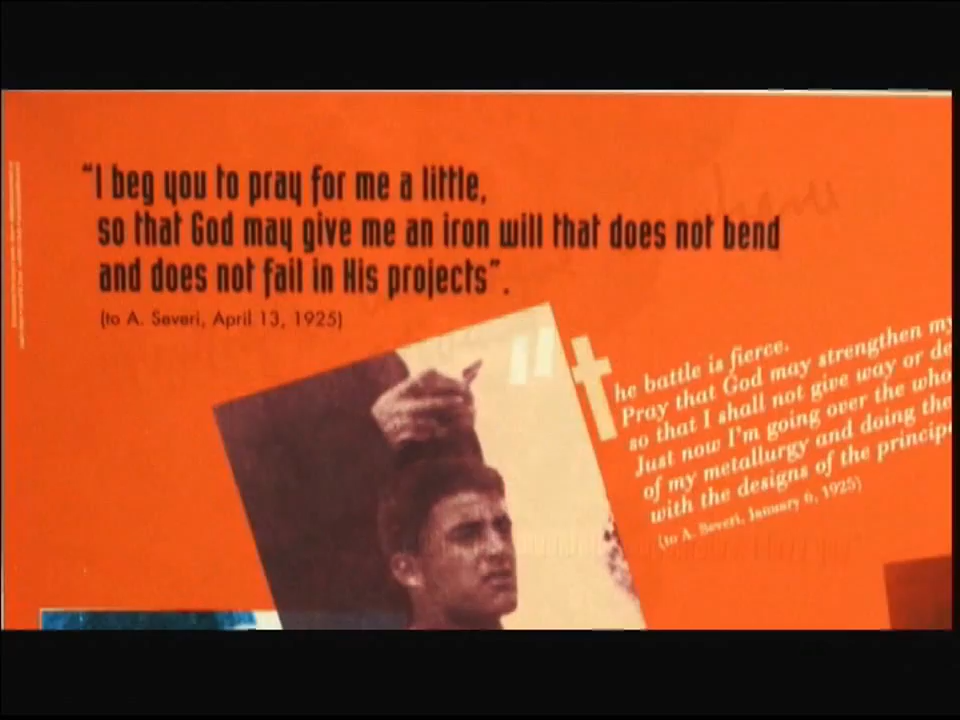 “I beg you to pray for me a little,
so that God may give me an iron will that does not bend
and does not fail in His projects”.
(to A. Severi, April 13, 1925)
“The battle is fierce.
Pray that God may strengthen my
so that I shall not give way or de
Just now I'm going over the who
of my metallurgy and doing the
with the designs of the princip
(to A. Severi, January 6, 1925)